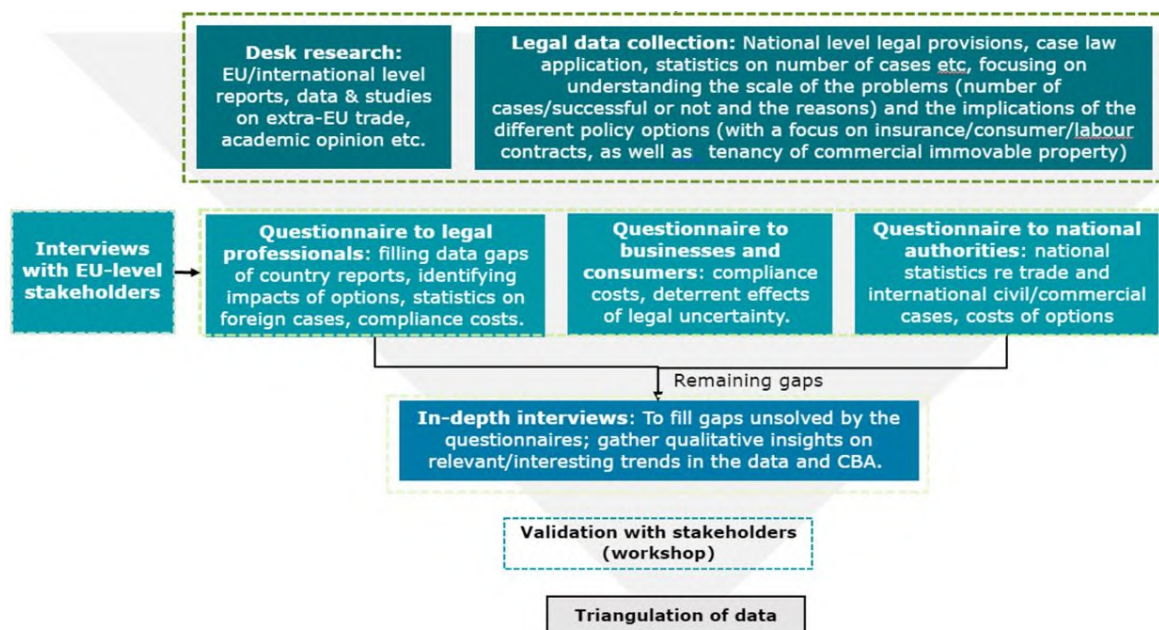 Desk research:
EU/international level
reports, data & studies
on extra-EU trade,
academic opinion etc.
Legal data collection: National level legal provisions, case law
application, statistics on number of cases etc, focusing on
understanding the scale of the problems (number of
cases/successful or not and the reasons) and the implications of the
different policy options (with a focus on insurance/consumer/labour
contracts, as well as tenancy of commercial immovable property)
Interviews
with EU-level
stakeholders
Questionnaire to legal
professionals: filling data gaps
of country reports, identifying
impacts of options, statistics on
foreign cases, compliance costs.
Questionnaire to
businesses and
consumers: compliance
costs, deterrent effects
of legal uncertainty.
Questionnaire to national
authorities: national
statistics re trade and
international civil/commercial
cases, costs of options
Remaining gaps
In-depth interviews: To fill gaps unsolved by the
questionnaires; gather qualitative insights on
relevant/interesting trends in the data and CBA.
Validation with stakeholders
(workshop)
Triangulation of data